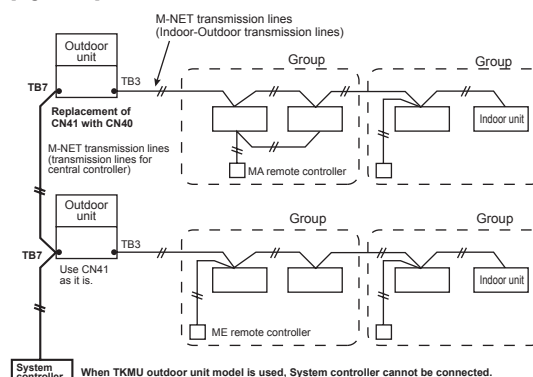 M-NET transmission lines
(Indoor-Outdoor transmission lines)
Outdoor
unit
Group
Group
TB7
TB3
Replacement of
CN41 with CN40
Indoor unit
M-NET transmission lines
(transmission lines for
central controller)
MA remote controller
Outdoor
unit
Group
Group
TB7
TB3
Use CN41
as it is.
Indoor unit
ME remote controller
System
controller
When TKMU outdoor unit model is used, System controller cannot be connected.